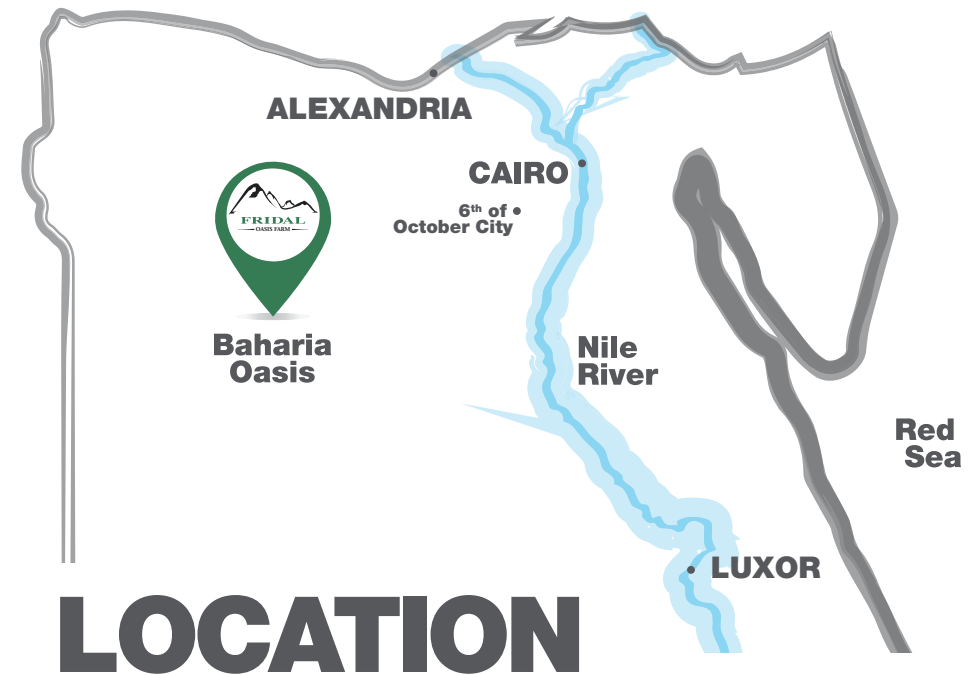 ALEXANDRIA
CAIRO
6th of
October City
FRIDAL
OASIS FARM
Baharia
Oasis
Nile
River
Red
Sea
LUXOR
LOCATION